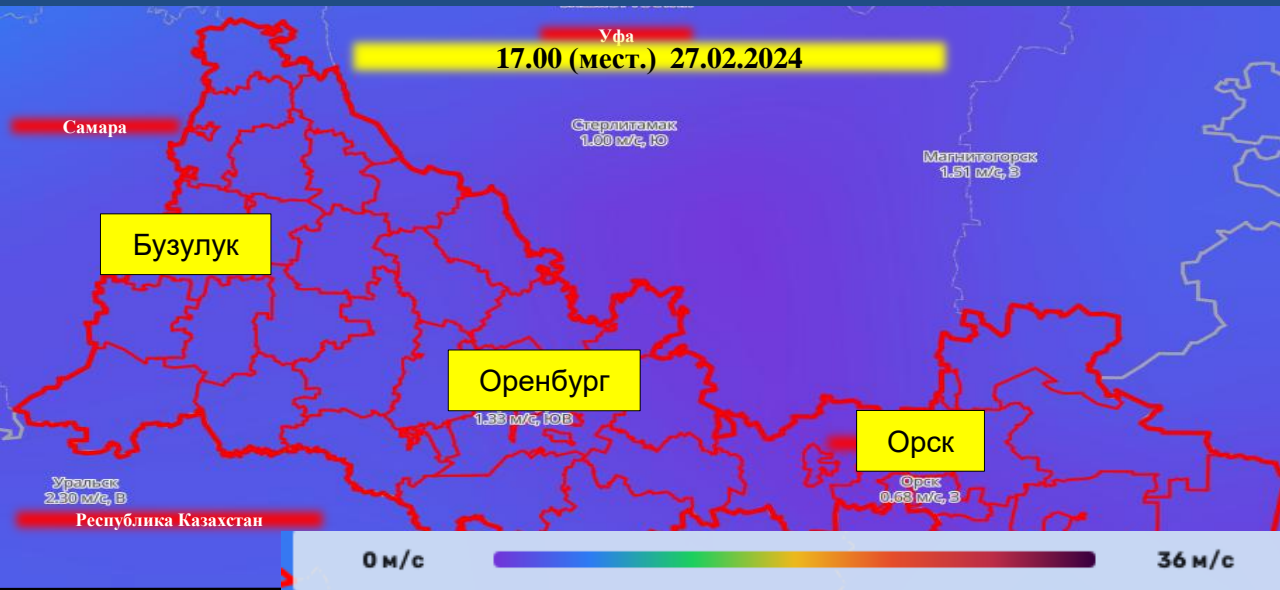 Уфа
17.00 (мест.) 27.02.2024
Самара
Стерлитамак
1.00 м/с, Ю
Магнитогорск
1.51 м/с, З
Бузулук
Оренбург
1.33 м/с, ЮВ
Орск
Уральск
2.30 м/с, В
Орск
0.68 м/с, З
Республика Казахстан
0 м/с
36 м/с